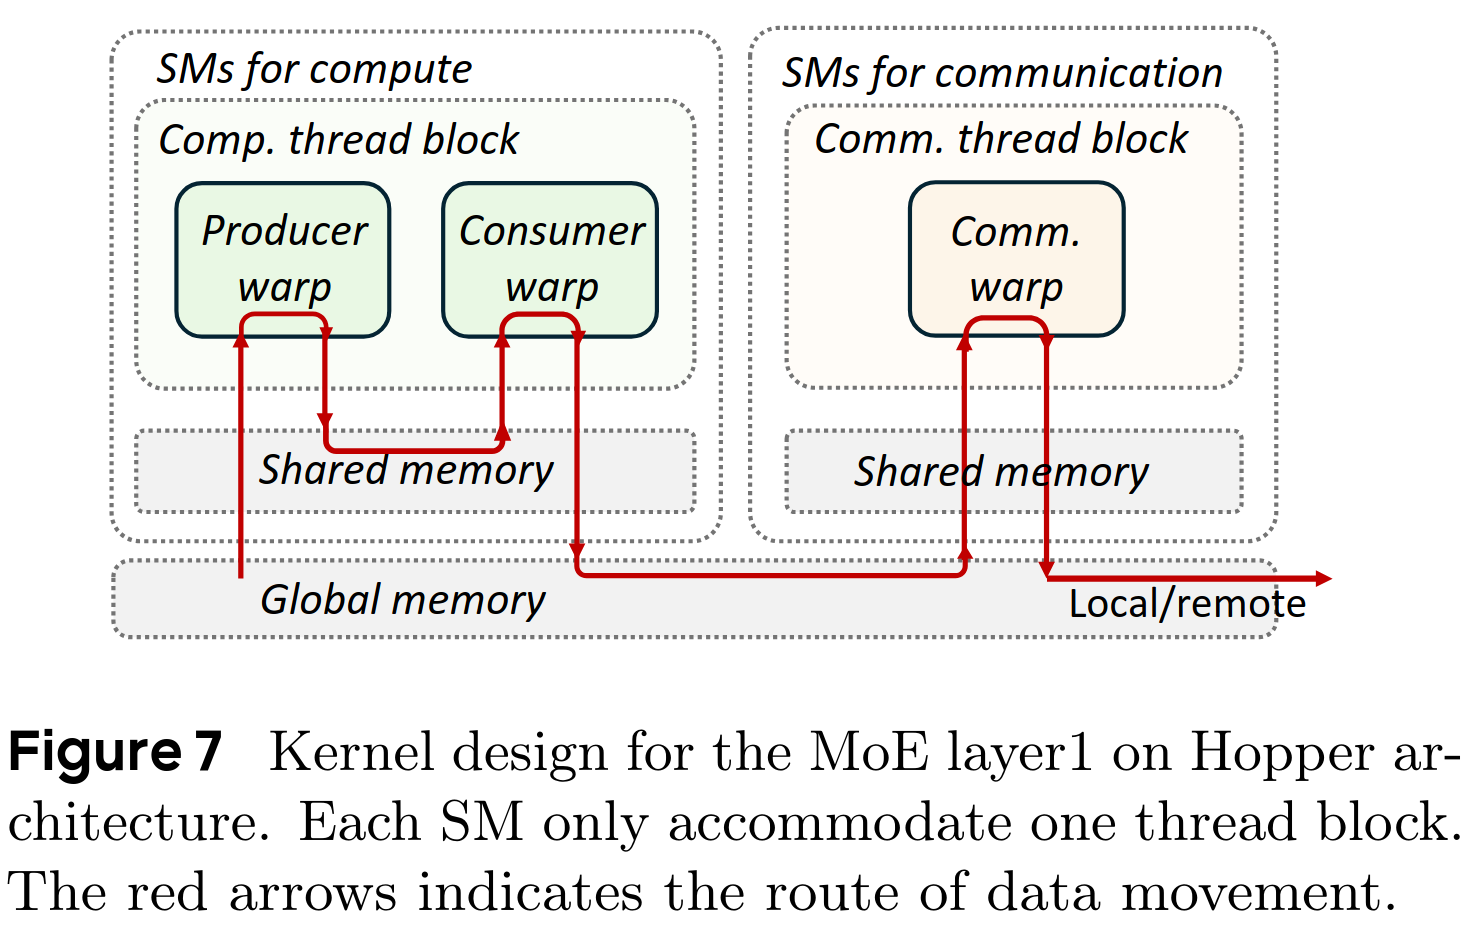 SMs for compute
SMs for communication
Comp. thread block
Comm. thread block
Producer
warp
Consumer
warp
Comm.
warp
Shared memory
Shared memory
Global memory
Local/remote
Figure 7 Kernel design for the MoE layer1 on Hopper ar-
chitecture. Each SM only accommodate one thread block.
The red arrows indicates the route of data movement.